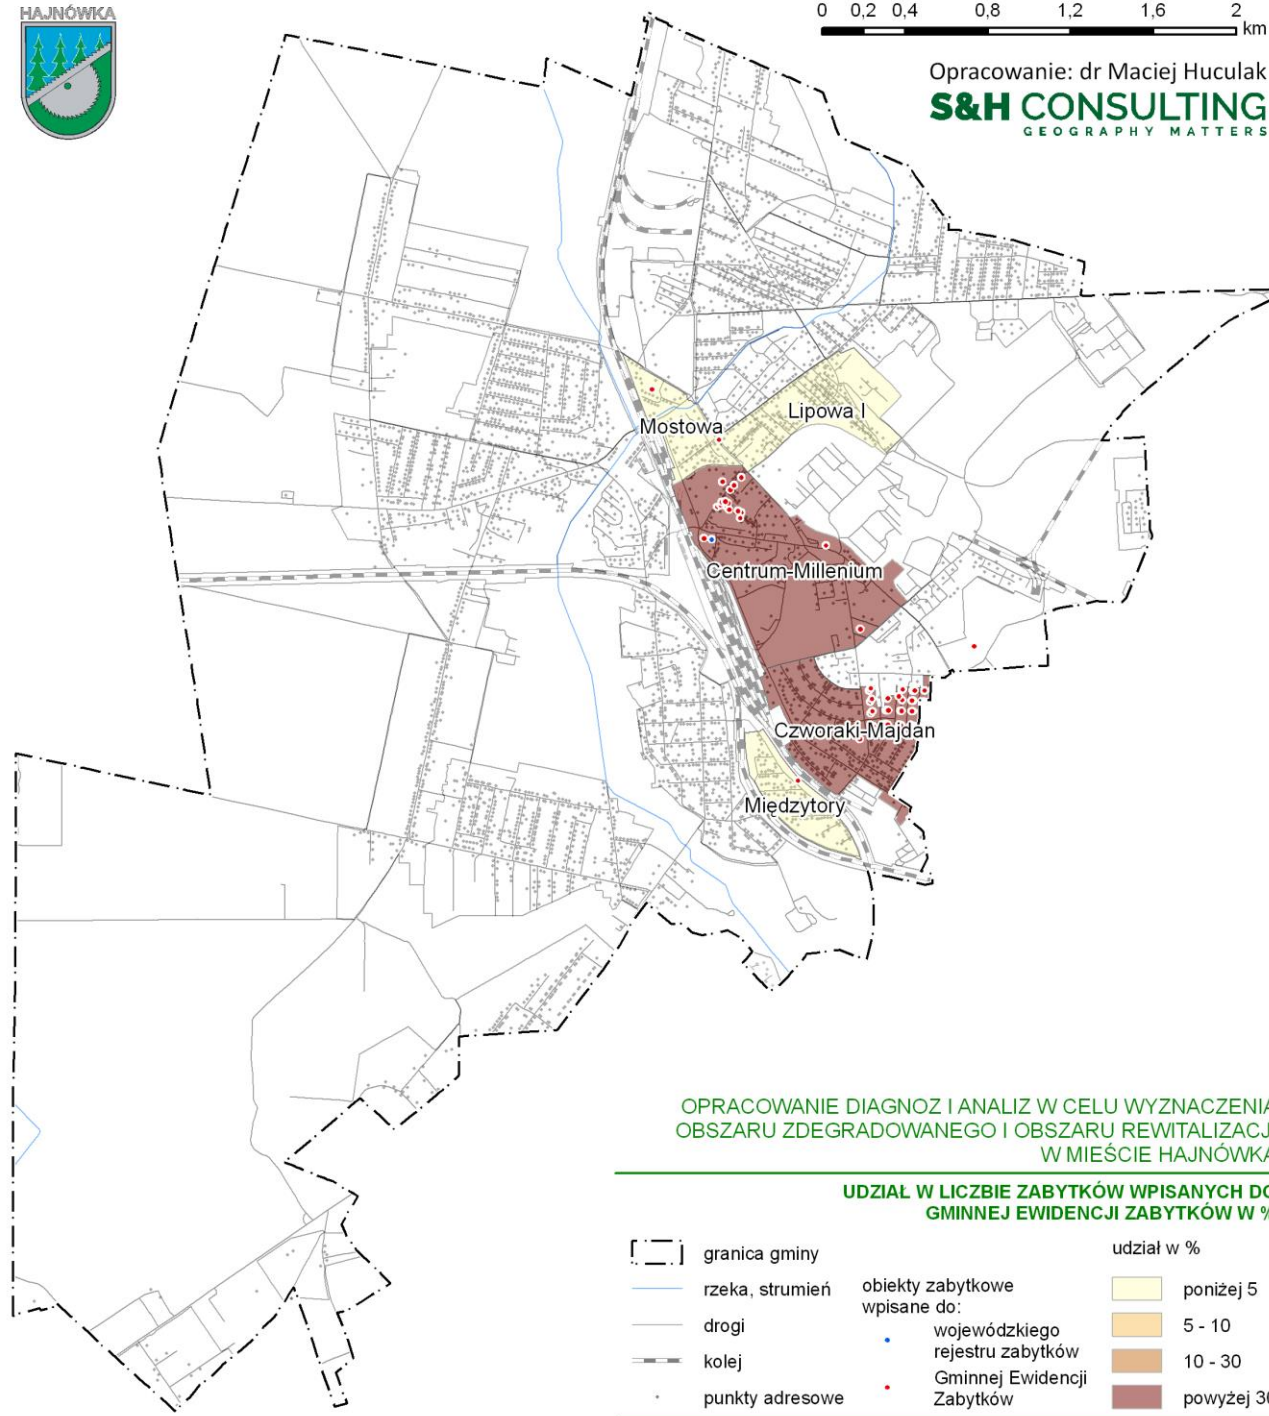 HAJNÓWKA
0 0,2 0,4 0,8 1,2 1,6 2
km
Opracowanie: dr Maciej Huculak
S&H CONSULTING
GEOGRAPHY MATTERS
Lipowa I
Mostowa
Centrum-Millenium
Czworaki-Majdan
Międzytory
OPRACOWANIE DIAGNOZ I ANALIZ W CELU WYZNACZENIA
OBSZARU ZDEGRADOWANEGO I OBSZARU REWITALIZACJI
W MIEŚCIE HAJNÓWKA
UDZIAŁ W LICZBIE ZABYTKÓW WPISANYCH DO
GMINNEJ EWIDENCJI ZABYTKÓW W %
granica gminy
rzeka, strumień
drogi
kolej
punkty adresowe
obiekty zabytkowe
wpisane do:
wojewódzkiego
rejestru zabytków
Gminnej Ewidencji
Zabytków
udział w %
poniżej 5
5 - 10
10 - 30
powyżej 30